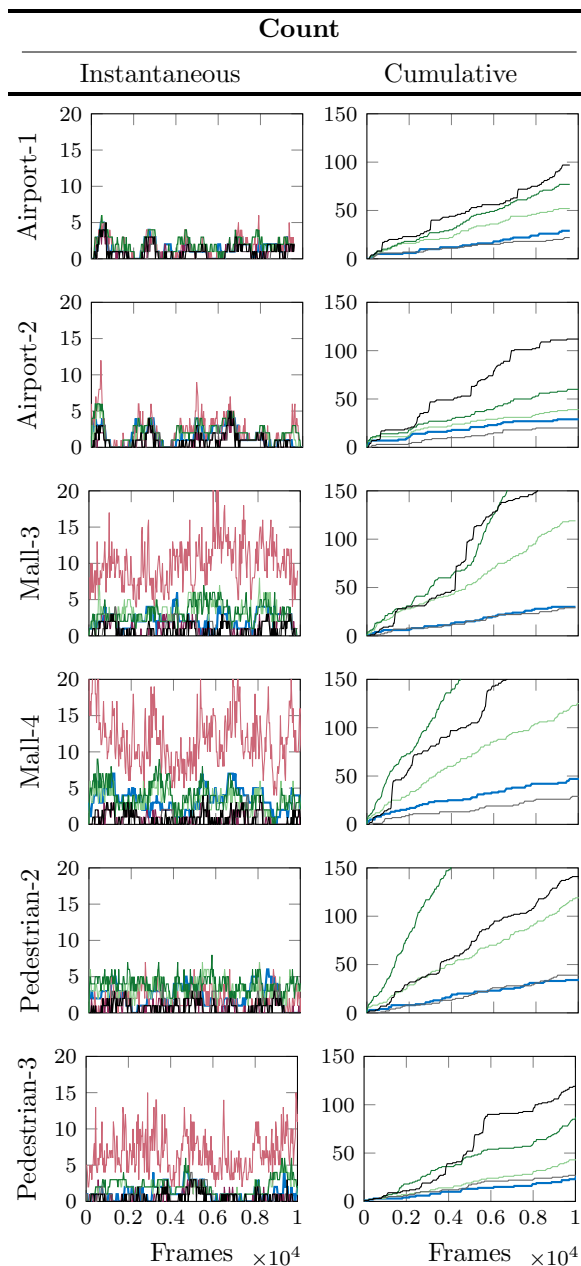 Count
Instantaneous Cumulative
Airport-1
20 15 10 5 0
150 100 50 0
Airport-2
20 15 10 5 0
150 100 50 0
Mall-3
20 15 10 5 0
150 100 50 0
Mall-4
20 15 10 5 0
150 100 50 0
Pedestrian-2
20 15 10 5 0
150 100 50 0
Pedestrian-3
20 15 10 5 0
150 100 50 0
0 0.2 0.4 0.6 0.8 1
0 0.2 0.4 0.6 0.8 1
Frames ×10⁴
Frames ×10⁴